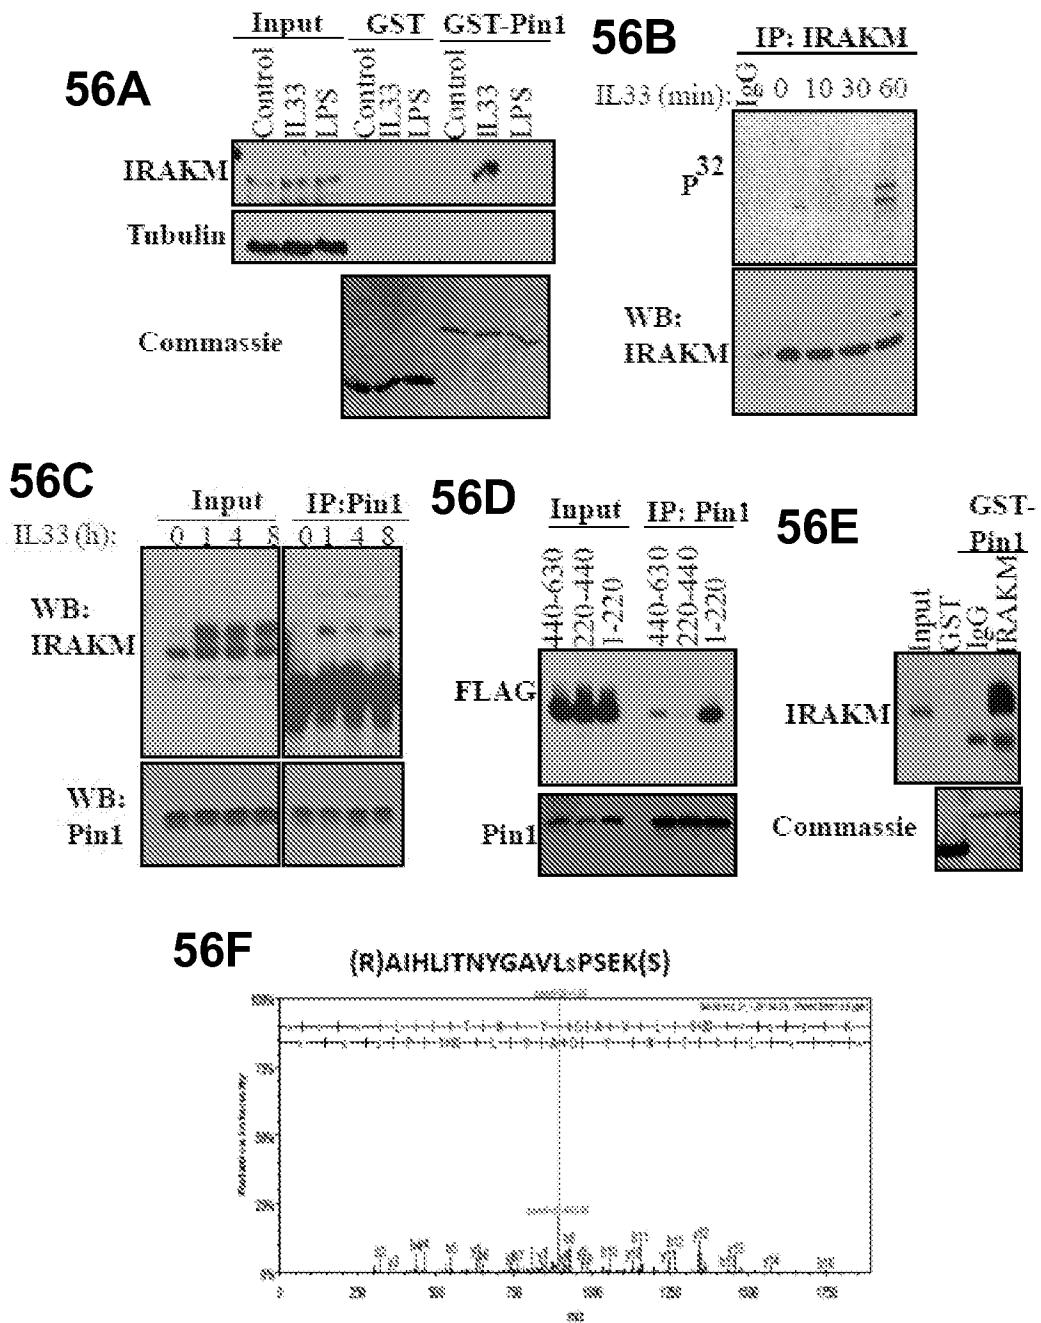 56A
Input GST GST-Pin1
Control IL33 LPS Control IL33 LPS Control IL33 LPS
IRAKM
Tubulin
Commassie
56B
IP: IRAKM
IL33 (min): IgG 0 10 30 60
P32
WB:
IRAKM
56C
Input IP:Pin1
IL33 (h): 0 1 4 8 0 1 4 8
WB:
IRAKM
WB:
Pin1
56D
Input IP: Pin1
440-630 220-440 1-220 440-630 220-440 1-220
FLAG
Pin1
56E
GST-
Pin1
Input GST IgG IRAKM
IRAKM
Commassie
56F
(R)AIHLITNYGAVLsPSEK(S)